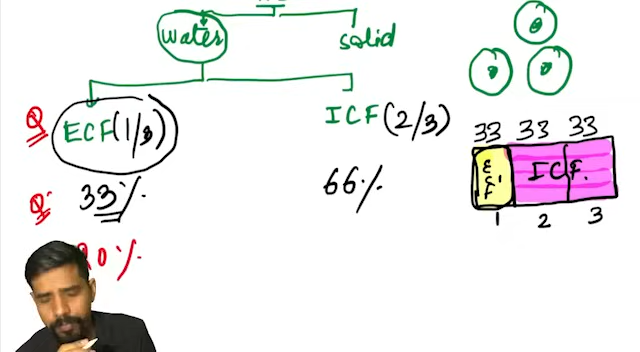 water
solid
Q
ECF (1/3)
ICF (2/3)
33 33 33
ECF
ICF.
1 2 3
Q.
33%
66%